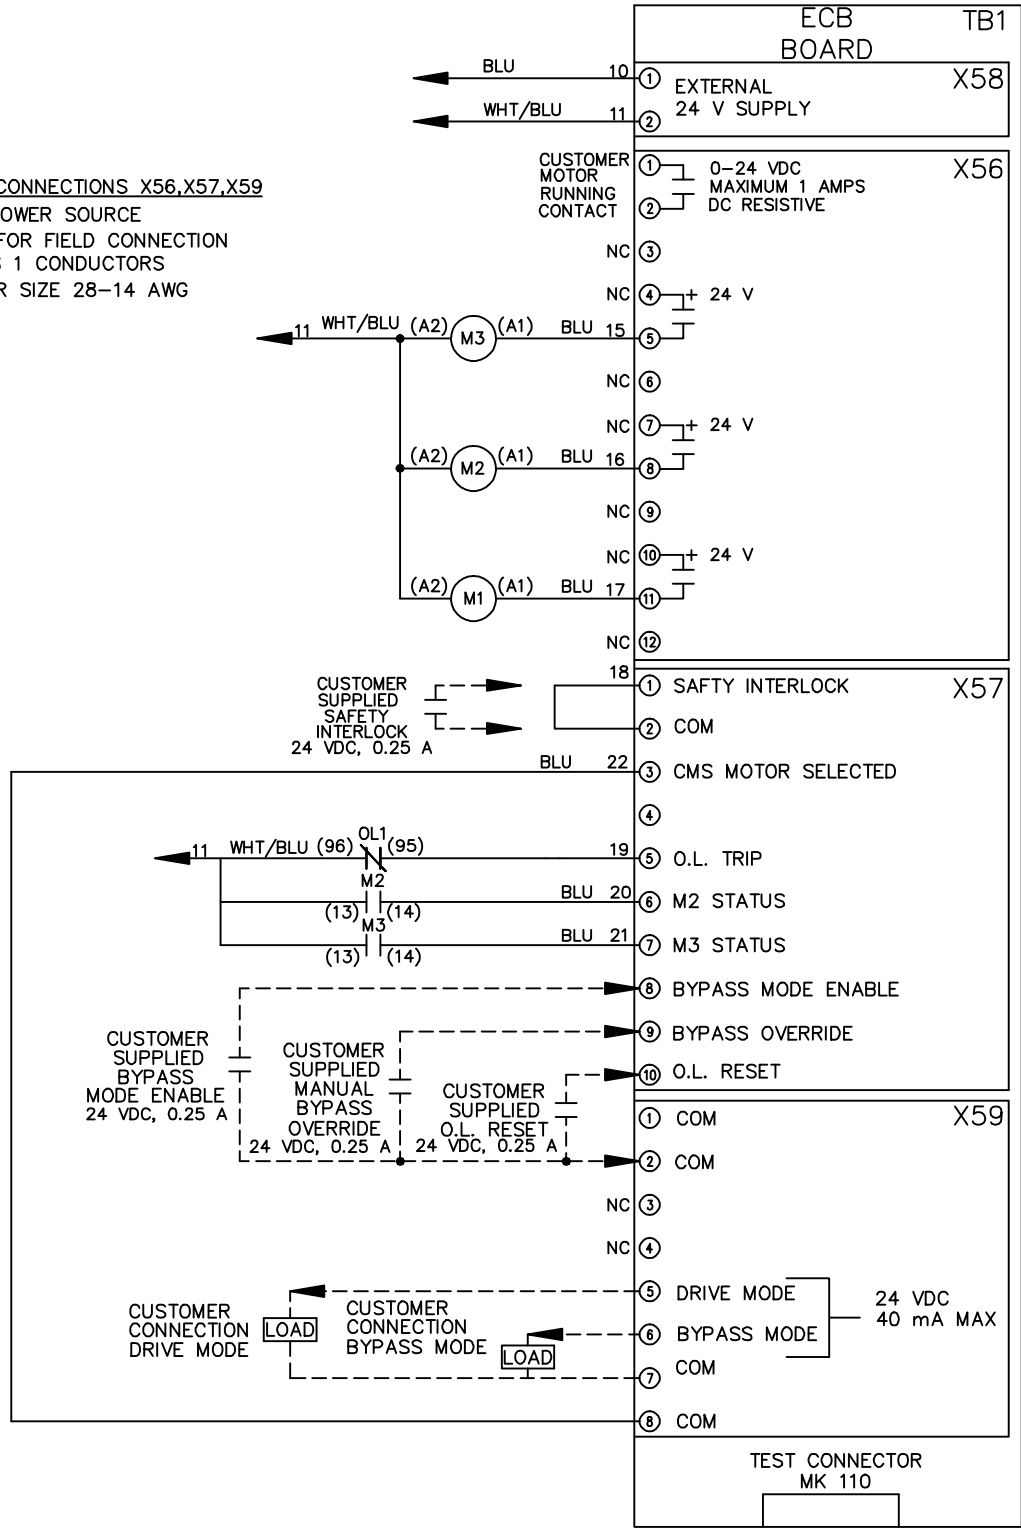 ECB
BOARD
TB1
X58
BLU 10 1 EXTERNAL
24 V SUPPLY
WHT/BLU 11 2
X56
CUSTOMER
MOTOR
RUNNING
CONTACT
1
2
0-24 VDC
MAXIMUM 1 AMPS
DC RESISTIVE
CONNECTIONS X56,X57,X59
OWER SOURCE
FOR FIELD CONNECTION
S 1 CONDUCTORS
R SIZE 28-14 AWG
NC 3
NC 4 + 24 V
11 WHT/BLU (A2) M3 (A1) BLU 15 5
NC 6
NC 7 + 24 V
(A2) M2 (A1) BLU 16 8
NC 9
NC 10 + 24 V
(A2) M1 (A1) BLU 17 11
NC 12
X57
18 1 SAFTY INTERLOCK
2 COM
CUSTOMER
SUPPLIED
SAFETY
INTERLOCK
24 VDC, 0.25 A
BLU 22 3 CMS MOTOR SELECTED
4
11 WHT/BLU (96) OL1 (95) 19 5 O.L. TRIP
M2
(13) (14) BLU 20 6 M2 STATUS
M3
(13) (14) BLU 21 7 M3 STATUS
8 BYPASS MODE ENABLE
9 BYPASS OVERRIDE
10 O.L. RESET
CUSTOMER
SUPPLIED
BYPASS
MODE ENABLE
24 VDC, 0.25 A
CUSTOMER
SUPPLIED
MANUAL
BYPASS
OVERRIDE
24 VDC, 0.25 A
CUSTOMER
SUPPLIED
O.L. RESET
24 VDC, 0.25 A
X59
1 COM
2 COM
NC 3
NC 4
5 DRIVE MODE
6 BYPASS MODE
7 COM
8 COM
24 VDC
40 mA MAX
CUSTOMER
CONNECTION
DRIVE MODE
LOAD
CUSTOMER
CONNECTION
BYPASS MODE
LOAD
TEST CONNECTOR
MK 110